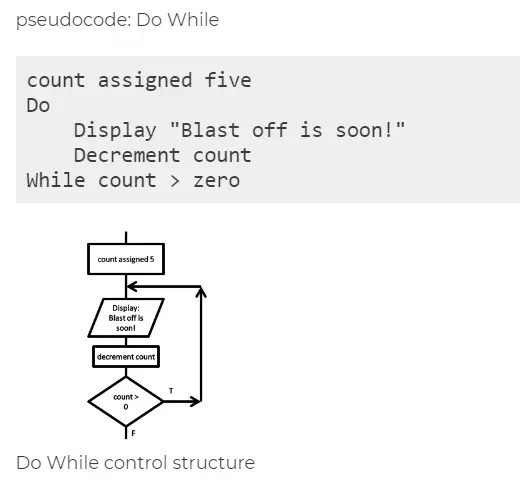 pseudocode: Do While
count assigned five
Do
    Display "Blast off is soon!"
    Decrement count
While count > zero
count assigned 5
Display:
Blast off is
soon!
decrement count
count >
0
T
F
Do While control structure